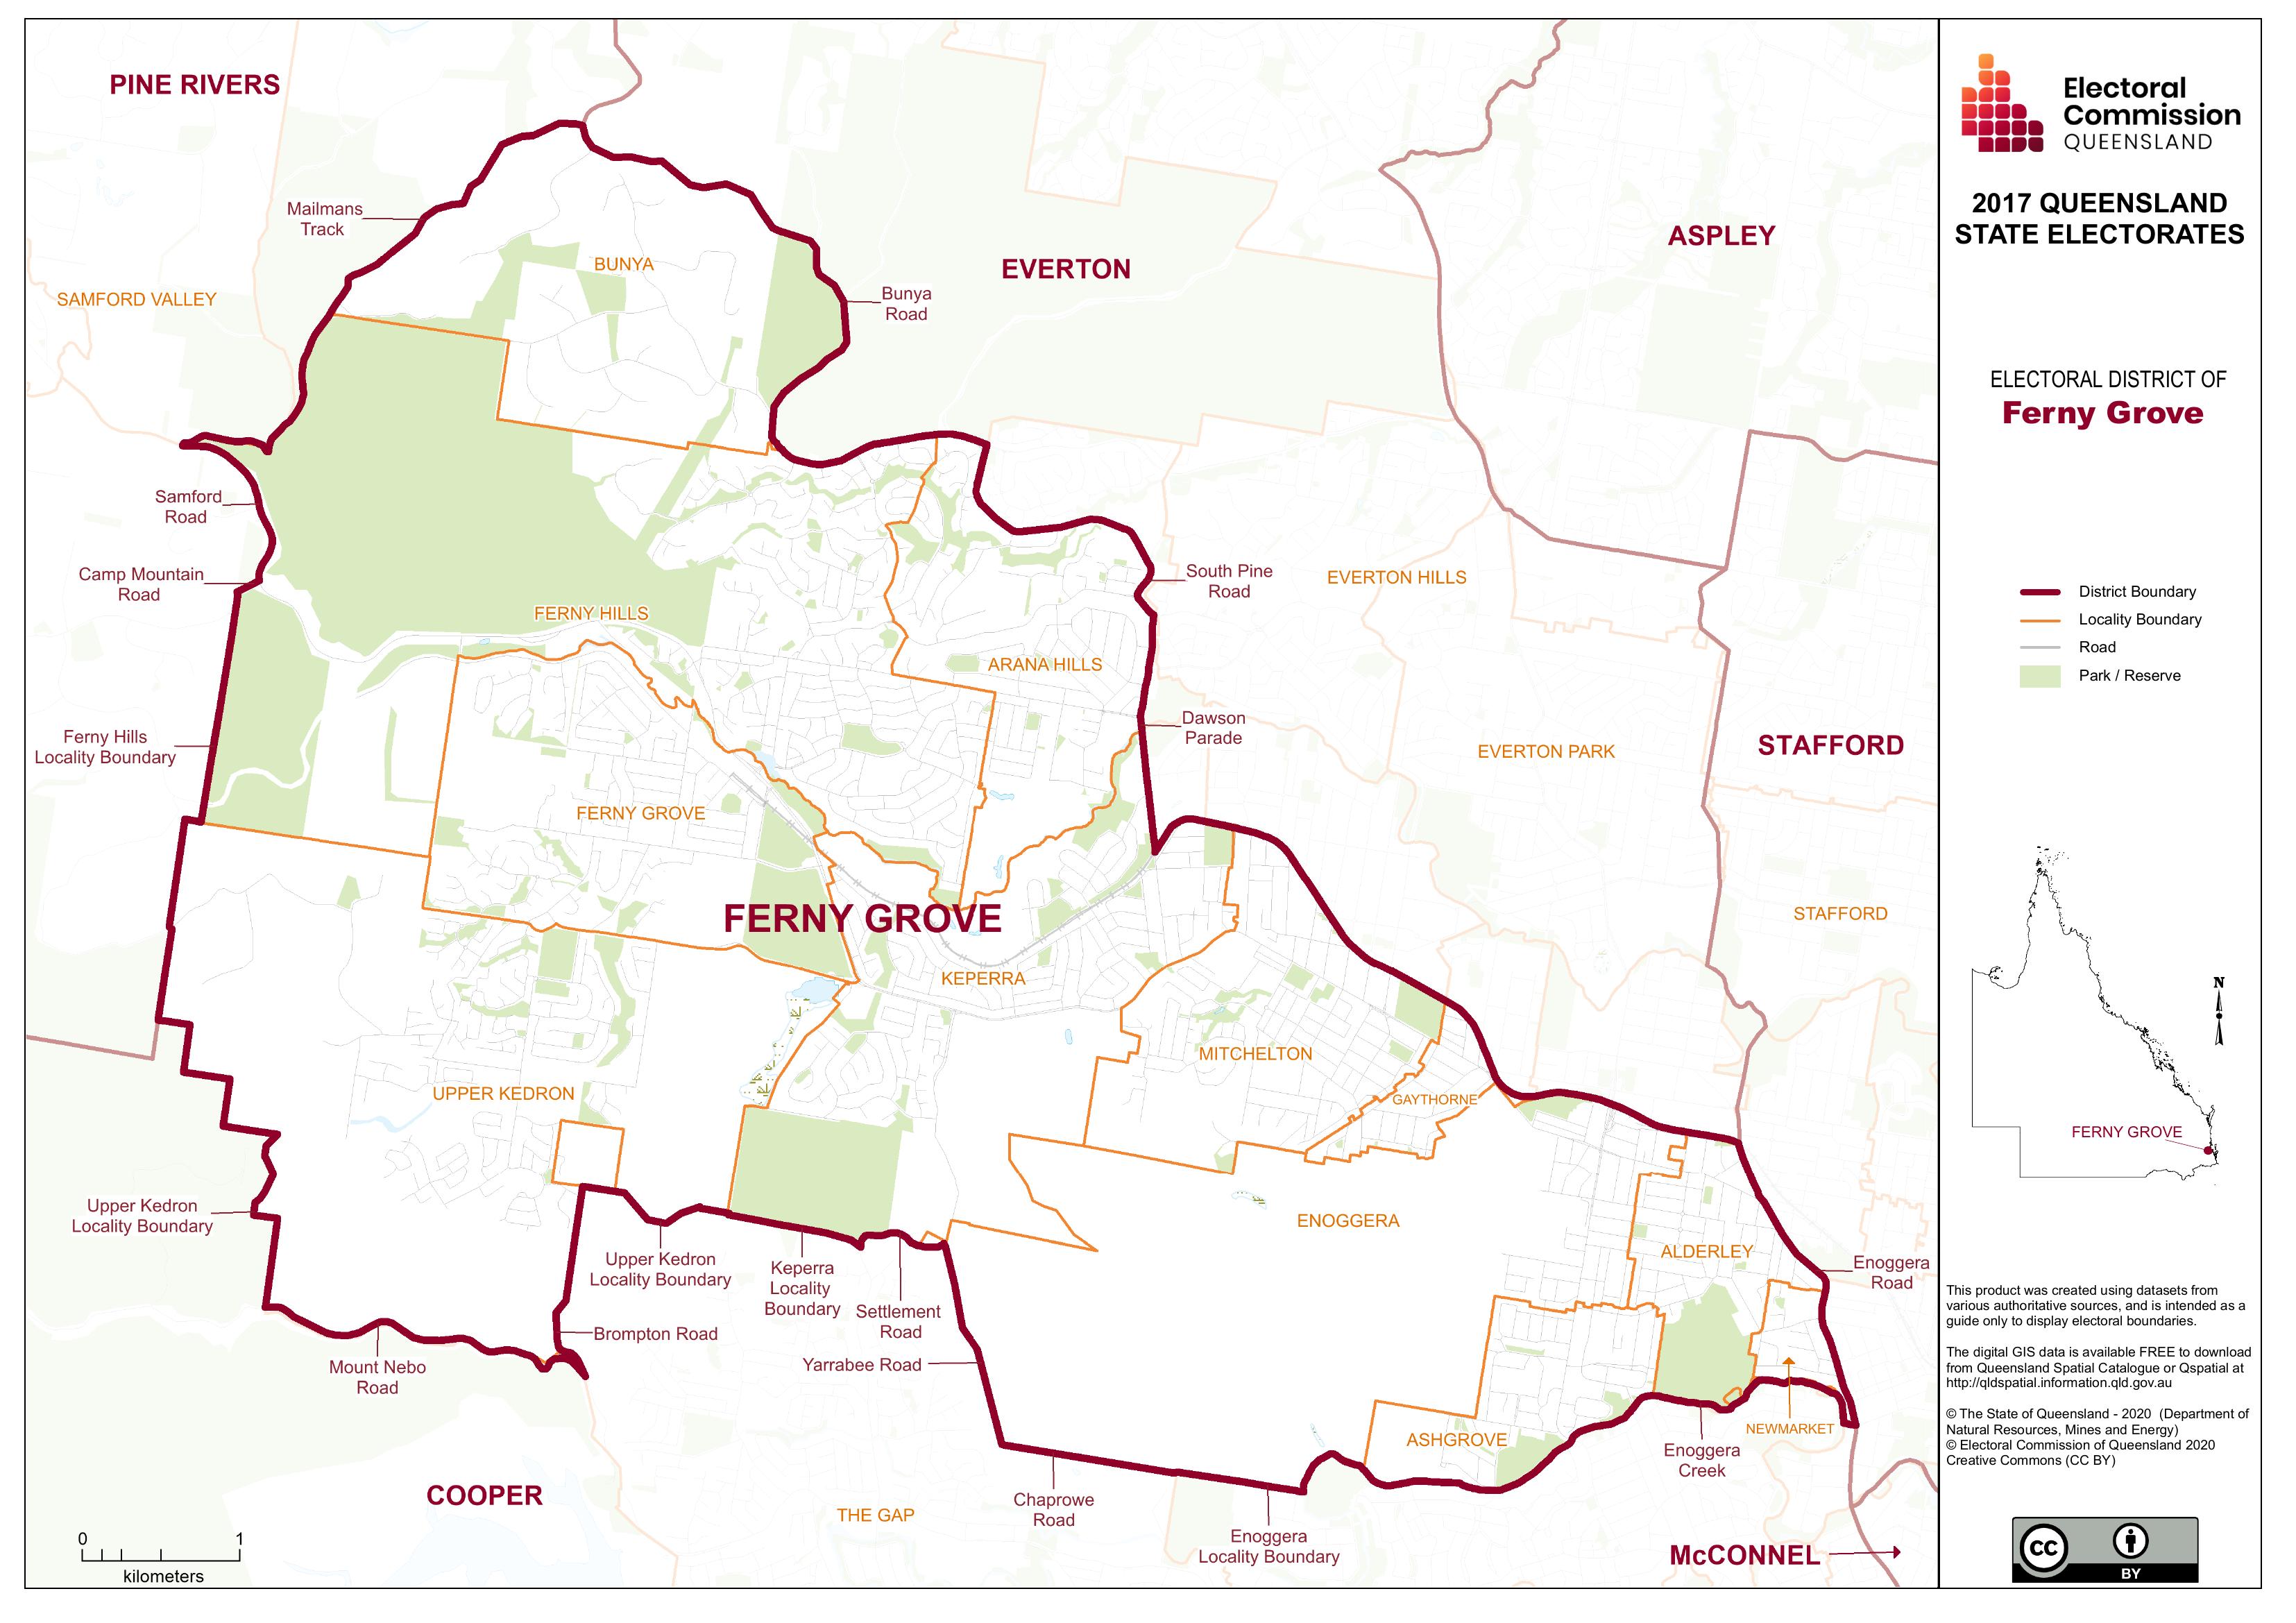 PINE RIVERS
Mailmans
Track
BUNYA
SAMFORD VALLEY
EVERTON
ASPLEY
Bunya
Road
Samford
Road
Camp Mountain
Road
South Pine
Road
EVERTON HILLS
FERNY HILLS
ARANA HILLS
Dawson
Parade
Ferny Hills
Locality Boundary
EVERTON PARK
STAFFORD
FERNY GROVE
FERNY GROVE
STAFFORD
KEPERRA
MITCHELTON
UPPER KEDRON
GAYTHORNE
Upper Kedron
Locality Boundary
ENOGGERA
ALDERLEY
Enoggera
Road
Upper Kedron
Locality Boundary
Keperra
Locality
Boundary
Settlement
Road
Brompton Road
Yarrabee Road
Mount Nebo
Road
ASHGROVE
NEWMARKET
Enoggera
Creek
COOPER
THE GAP
Chaprowe
Road
Enoggera
Locality Boundary
McCONNEL
0 1
kilometers
Electoral
Commission
QUEENSLAND
2017 QUEENSLAND
STATE ELECTORATES
ELECTORAL DISTRICT OF
Ferny Grove
District Boundary
Locality Boundary
Road
Park / Reserve
N
FERNY GROVE
This product was created using datasets from
various authoritative sources, and is intended as a
guide only to display electoral boundaries.
The digital GIS data is available FREE to download
from Queensland Spatial Catalogue or Qspatial at
http://qldspatial.information.qld.gov.au
© The State of Queensland - 2020 (Department of
Natural Resources, Mines and Energy)
© Electoral Commission of Queensland 2020
Creative Commons (CC BY)
CC
BY